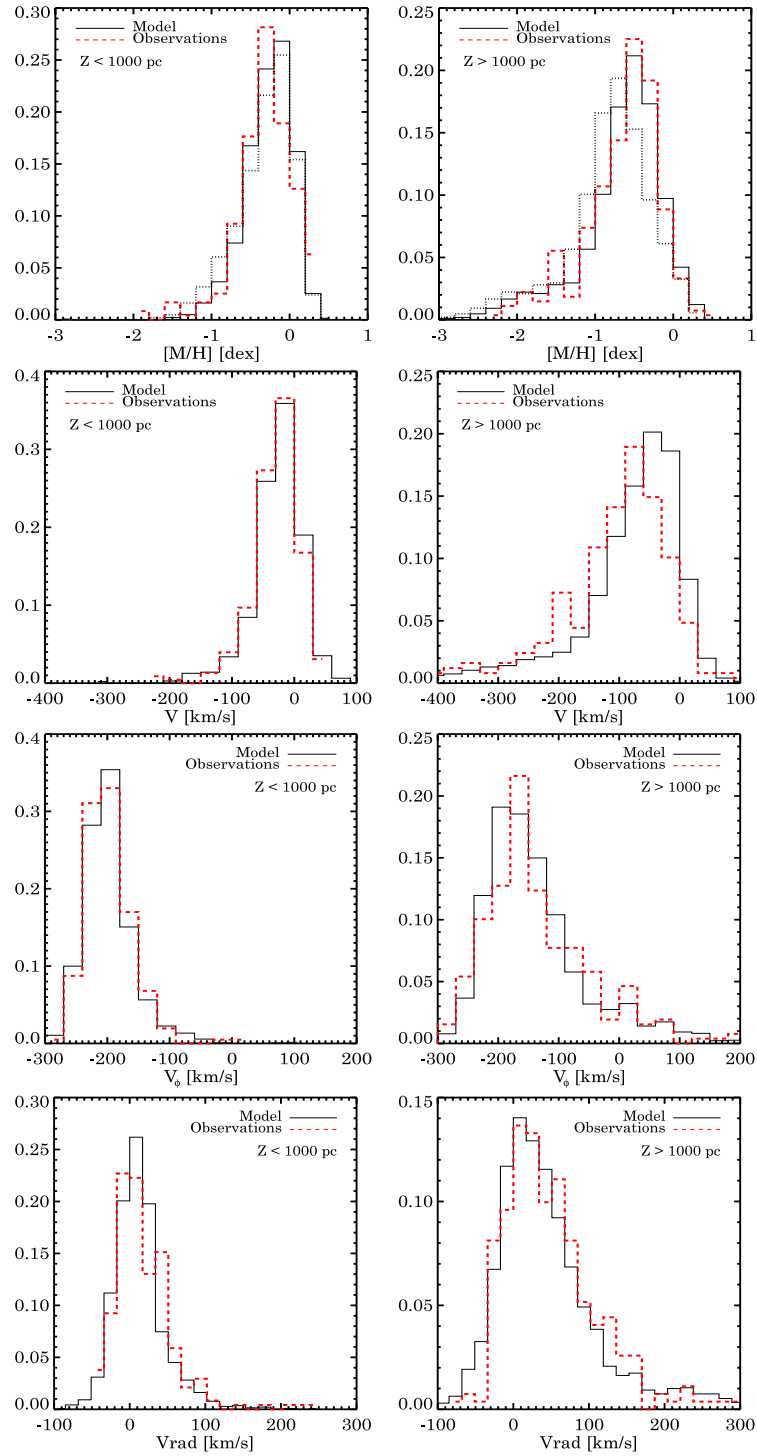 0.30
0.25
0.20
0.15
0.10
0.05
0.00
Model
Observations
Z < 1000 pc
-3 -2 -1 0 1
[M/H] [dex]
0.25
0.20
0.15
0.10
0.05
0.00
Model
Observations
Z > 1000 pc
-3 -2 -1 0 1
[M/H] [dex]
0.4
0.3
0.2
0.1
0.0
Model
Observations
Z < 1000 pc
-400 -300 -200 -100 0 100
V [km/s]
0.25
0.20
0.15
0.10
0.05
0.00
Model
Observations
Z > 1000 pc
-400 -300 -200 -100 0 100
V [km/s]
0.4
0.3
0.2
0.1
0.0
Model
Observations
Z < 1000 pc
-300 -200 -100 0 100 200
Vϕ [km/s]
0.25
0.20
0.15
0.10
0.05
0.00
Model
Observations
Z > 1000 pc
-300 -200 -100 0 100 200
Vϕ [km/s]
0.30
0.25
0.20
0.15
0.10
0.05
0.00
Model
Observations
Z < 1000 pc
-100 0 100 200 300
Vrad [km/s]
0.15
0.10
0.05
0.00
Model
Observations
Z > 1000 pc
-100 0 100 200 300
Vrad [km/s]